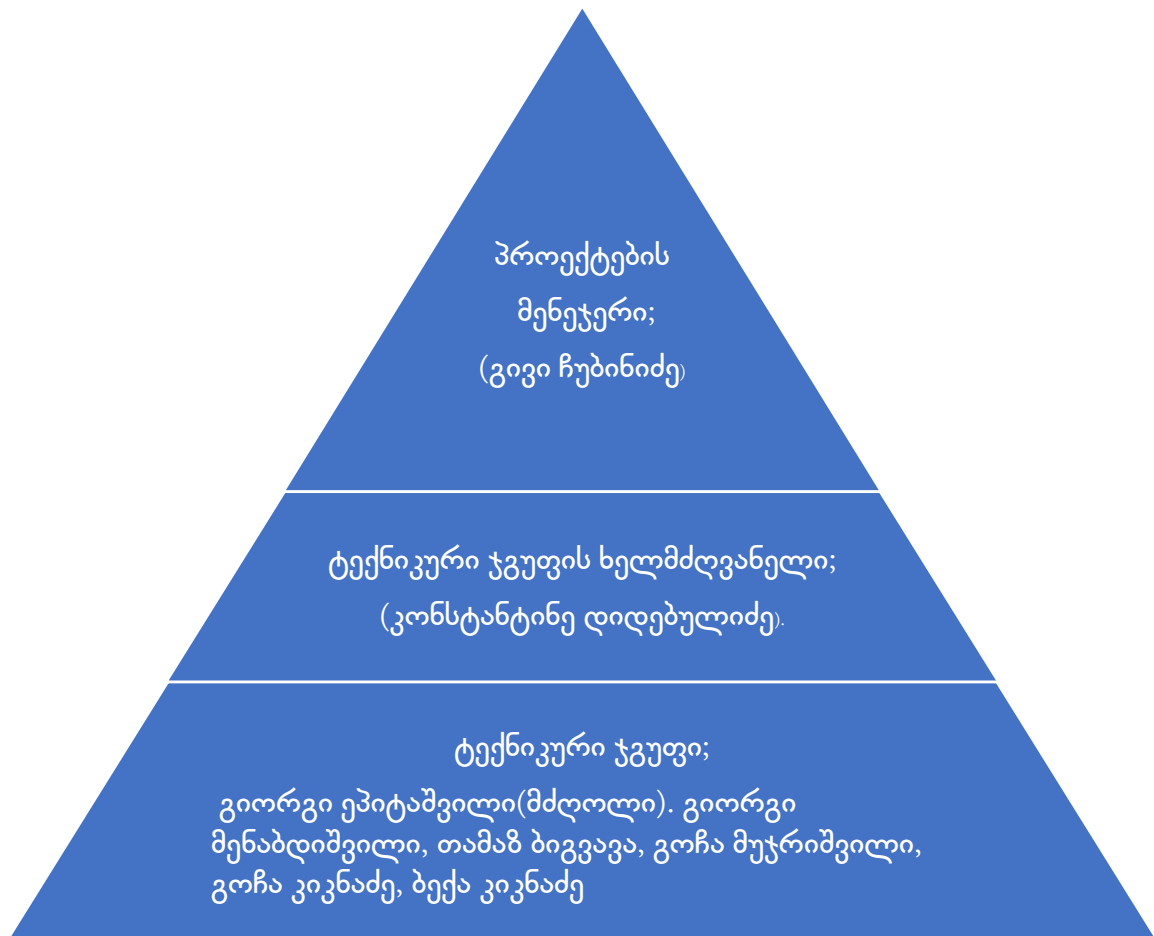 პროექტების
მენეჯერი;
(გივი ჩუბინიძე)
ტექნიკური ჯგუფის ხელმძღვანელი;
(კონსტანტინე დიდებულიძე).
ტექნიკური ჯგუფი;
გიორგი ეპიტაშვილი(მძღოლი). გიორგი
მენაბდიშვილი, თამაზ ბიგვავა, გოჩა მუჯრიშვილი,
გოჩა კიკნაძე, ბექა კიკნაძე